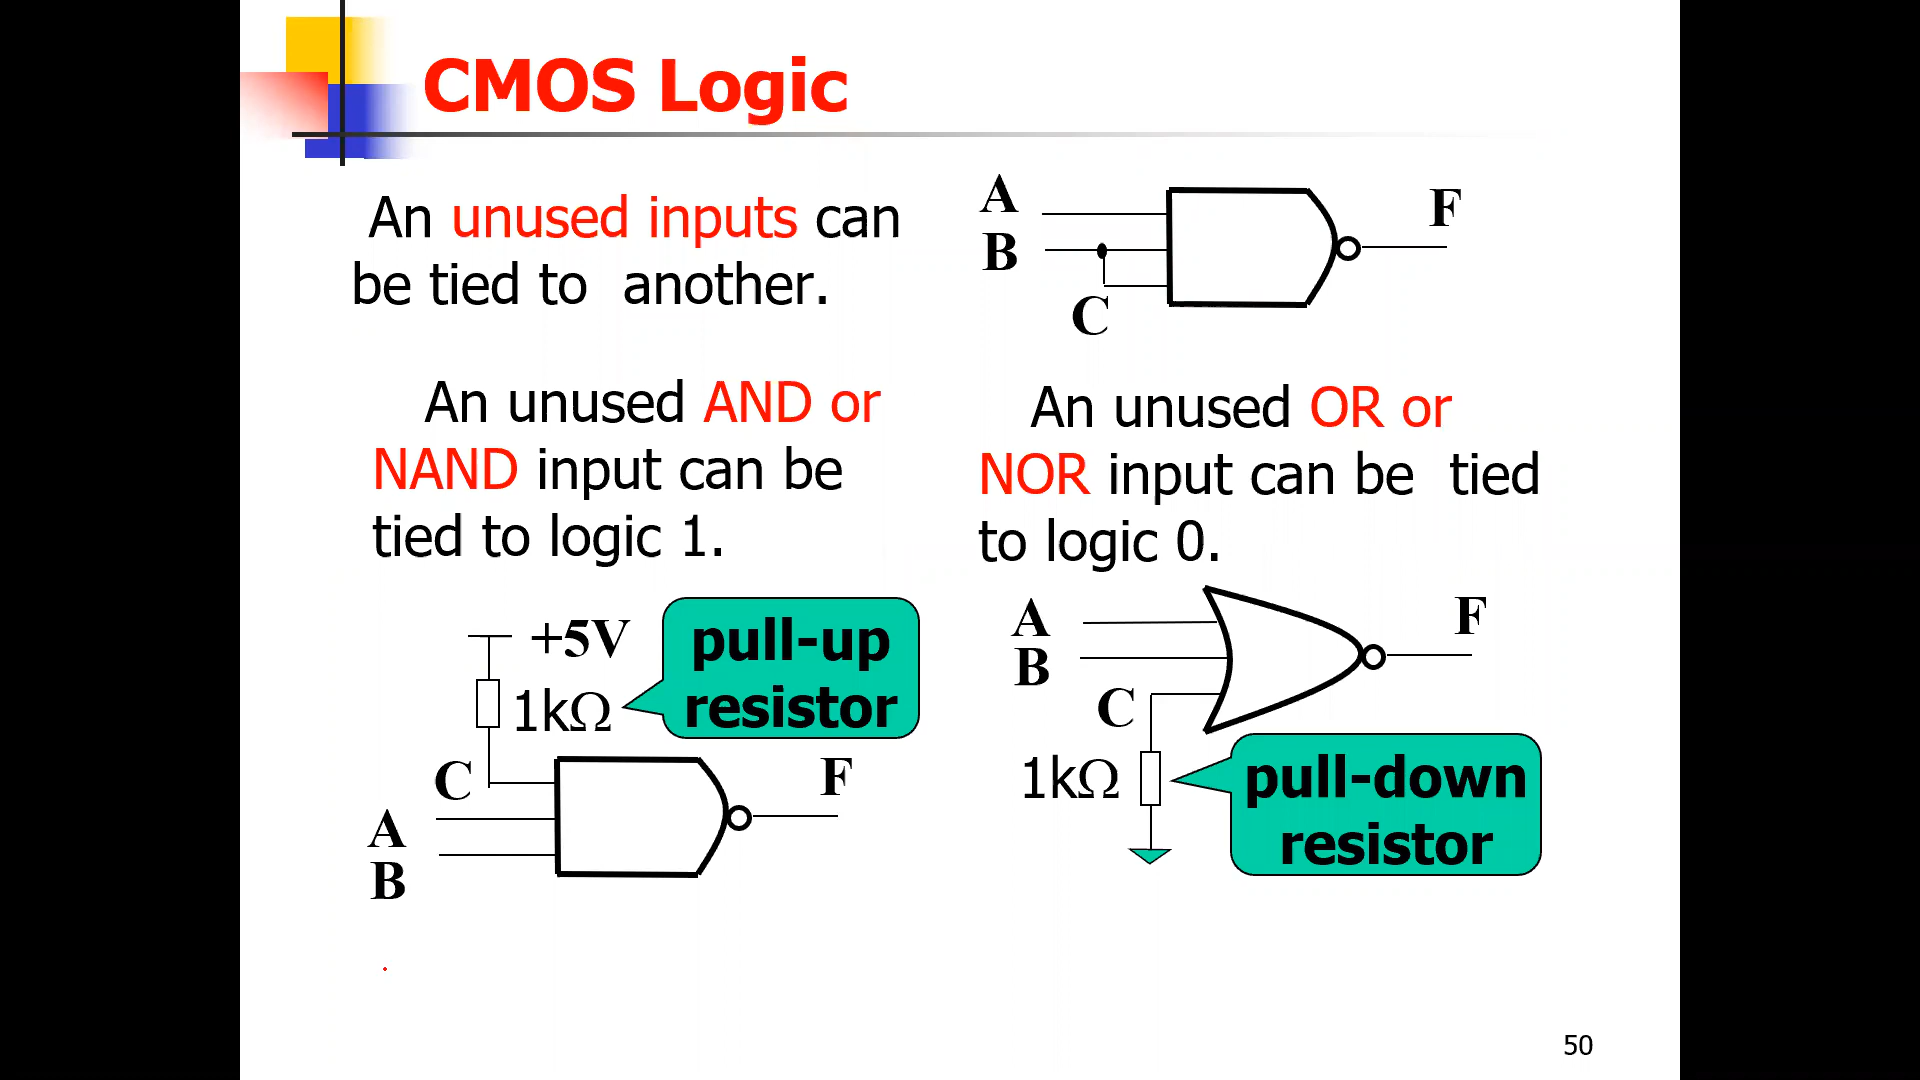 CMOS Logic
An unused inputs can
be tied to another.
A
B
C
F
An unused AND or
NAND input can be
tied to logic 1.
An unused OR or
NOR input can be tied
to logic 0.
+5V
1kΩ
pull-up
resistor
C
A
B
F
A
B
C
F
1kΩ
pull-down
resistor
50